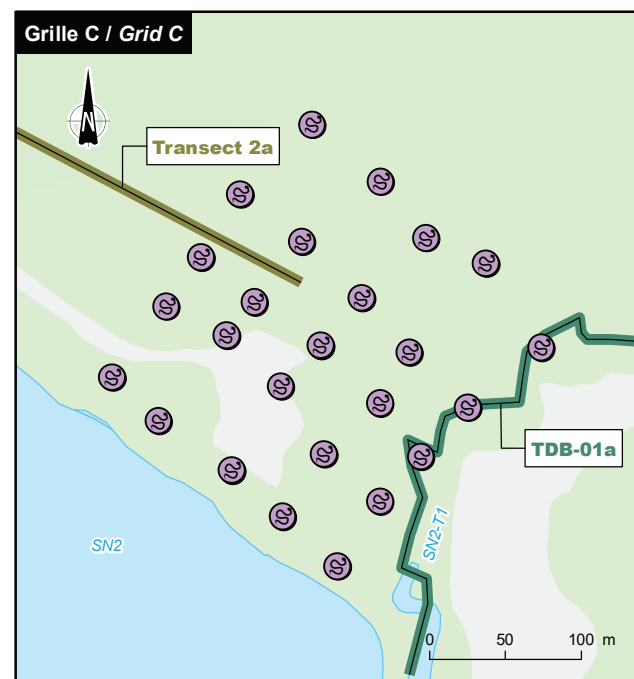 Grille C / Grid C
N
Transect 2a
TDB-01a
SN2
SN2-T1
0 50 100 m